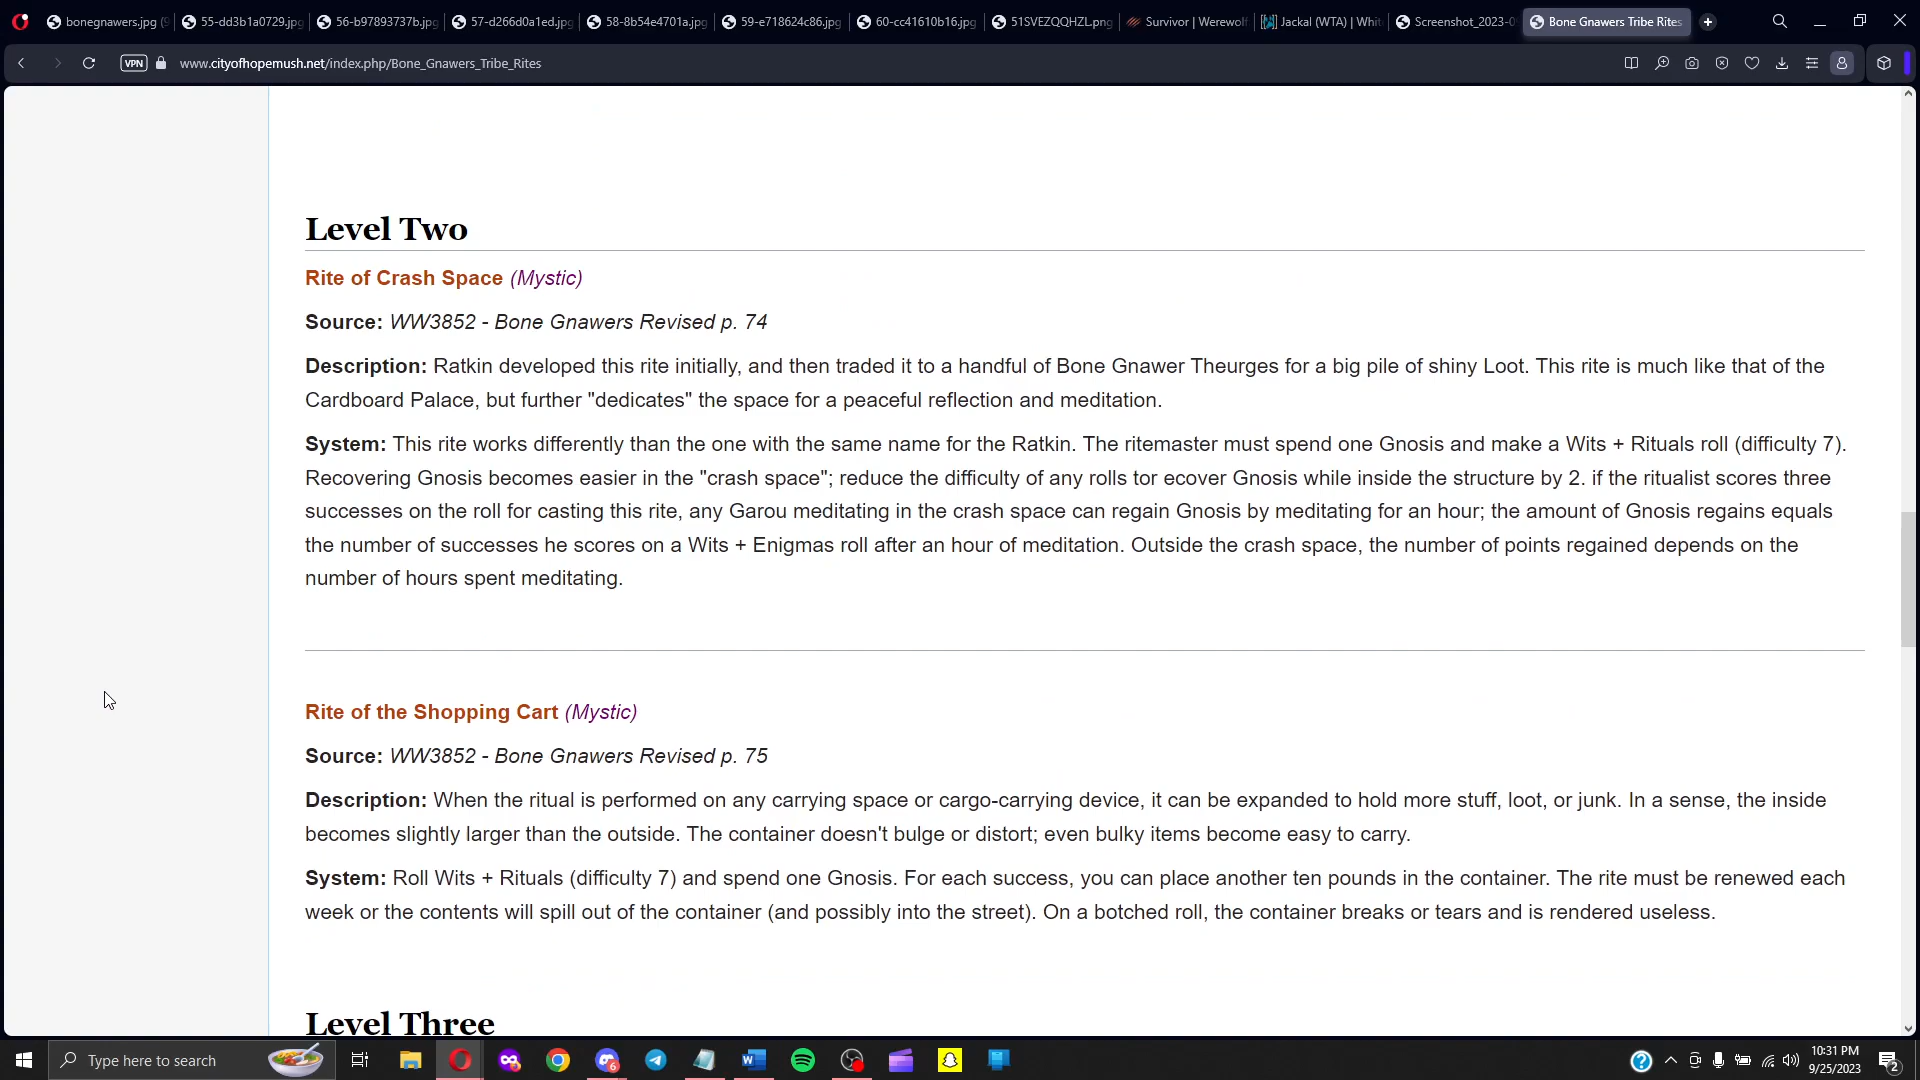 bonegnawers.jpg (9
55-dd3b1a0729.jpg
56-b97893737b.jpg
57-d266d0a1ed.jpg
58-8b54e4701a.jpg
59-e718624c86.jpg
60-cc41610b16.jpg
51SVEZQQHZL.png
Survivor | Werewolf
Jackal (WTA) | Whit
Screenshot_2023-0
Bone Gnawers Tribe Rites
VPN
www.cityofhopemush.net/index.php/Bone_Gnawers_Tribe_Rites
Level Two
Rite of Crash Space (Mystic)
Source: WW3852 - Bone Gnawers Revised p. 74
Description: Ratkin developed this rite initially, and then traded it to a handful of Bone Gnawer Theurges for a big pile of shiny Loot. This rite is much like that of the
Cardboard Palace, but further "dedicates" the space for a peaceful reflection and meditation.
System: This rite works differently than the one with the same name for the Ratkin. The ritemaster must spend one Gnosis and make a Wits + Rituals roll (difficulty 7).
Recovering Gnosis becomes easier in the "crash space"; reduce the difficulty of any rolls tor ecover Gnosis while inside the structure by 2. if the ritualist scores three
successes on the roll for casting this rite, any Garou meditating in the crash space can regain Gnosis by meditating for an hour; the amount of Gnosis regains equals
the number of successes he scores on a Wits + Enigmas roll after an hour of meditation. Outside the crash space, the number of points regained depends on the
number of hours spent meditating.
Rite of the Shopping Cart (Mystic)
Source: WW3852 - Bone Gnawers Revised p. 75
Description: When the ritual is performed on any carrying space or cargo-carrying device, it can be expanded to hold more stuff, loot, or junk. In a sense, the inside
becomes slightly larger than the outside. The container doesn't bulge or distort; even bulky items become easy to carry.
System: Roll Wits + Rituals (difficulty 7) and spend one Gnosis. For each success, you can place another ten pounds in the container. The rite must be renewed each
week or the contents will spill out of the container (and possibly into the street). On a botched roll, the container breaks or tears and is rendered useless.
Level Three
Type here to search
6
10:31 PM
9/25/2023
2